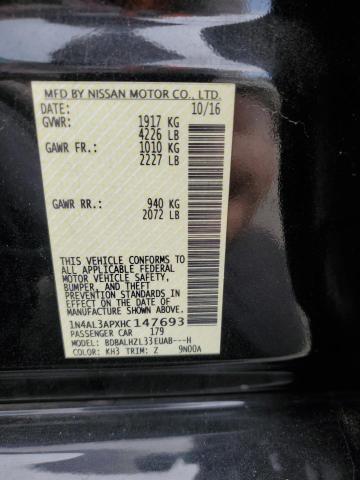 MFD BY NISSAN MOTOR CO., LTD.
DATE: 10/16
GVWR: 1917 KG
4226 LB
GAWR FR.: 1010 KG
2227 LB
GAWR RR.: 940 KG
2072 LB
THIS VEHICLE CONFORMS TO
ALL APPLICABLE FEDERAL
MOTOR VEHICLE SAFETY,
BUMPER, AND THEFT
PREVENTION STANDARDS
IN EFFECT ON THE DATE OF
MANUFACTURE SHOWN ABOVE.
1N4AL3APXHC147693
PASSENGER CAR 179
MODEL: BDBALHZL33EUAB---H
COLOR: KH3 TRIM: Z 9N00A